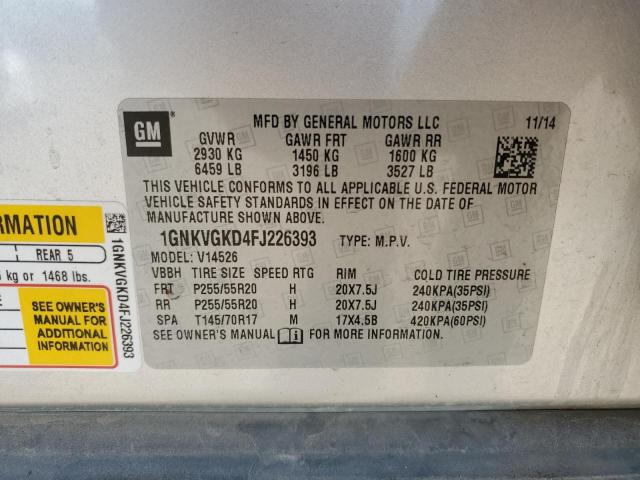 GM
MFD BY GENERAL MOTORS LLC 11/14
GVWR GAWR FRT GAWR RR
2930 KG 1450 KG 1600 KG
6459 LB 3196 LB 3527 LB
THIS VEHICLE CONFORMS TO ALL APPLICABLE U.S. FEDERAL MOTOR
VEHICLE SAFETY STANDARDS IN EFFECT ON THE DATE OF
MANUFACTURE SHOWN ABOVE.
1GNKVGKD4FJ226393 TYPE: M.P.V.
MODEL: V14526
VBBH TIRE SIZE SPEED RTG RIM COLD TIRE PRESSURE
FRT P255/55R20 H 20X7.5J 240KPA(35PSI)
RR P255/55R20 H 20X7.5J 240KPA(35PSI)
SPA T145/70R17 M 17X4.5B 420KPA(60PSI)
SEE OWNER'S MANUAL FOR MORE INFORMATION.
REAR 5
kg or 1468 lbs.
SEE OWNER'S
MANUAL FOR
ADDITIONAL
INFORMATION
1GNKVGKD4FJ226393